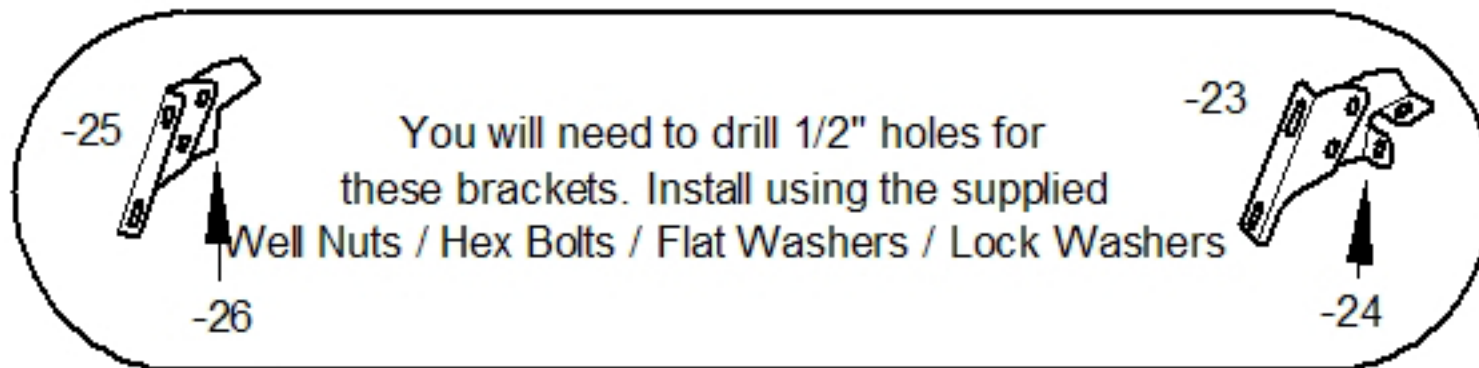 -25
-23
You will need to drill 1/2" holes for
these brackets. Install using the supplied
Well Nuts / Hex Bolts / Flat Washers / Lock Washers
-26
-24